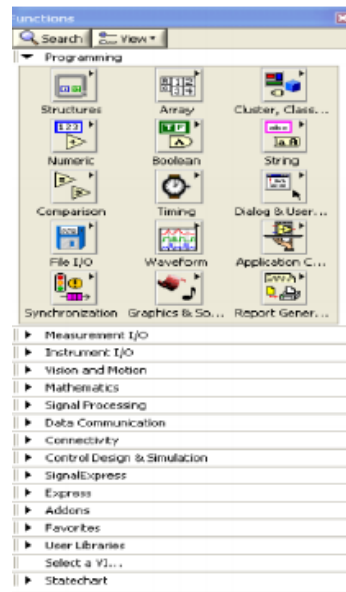 Functions
Search View
Programming
Structures Array Cluster, Class...
Numeric Boolean String
Comparison Timing Dialog & User...
File I/O Waveform Application C...
Synchronization Graphics & So... Report Gener...
Measurement I/O
Instrument I/O
Vision and Motion
Mathematics
Signal Processing
Data Communication
Connectivity
Control Design & Simulation
SignalExpress
Express
Addons
Favorites
User Libraries
Select a VI...
Statechart